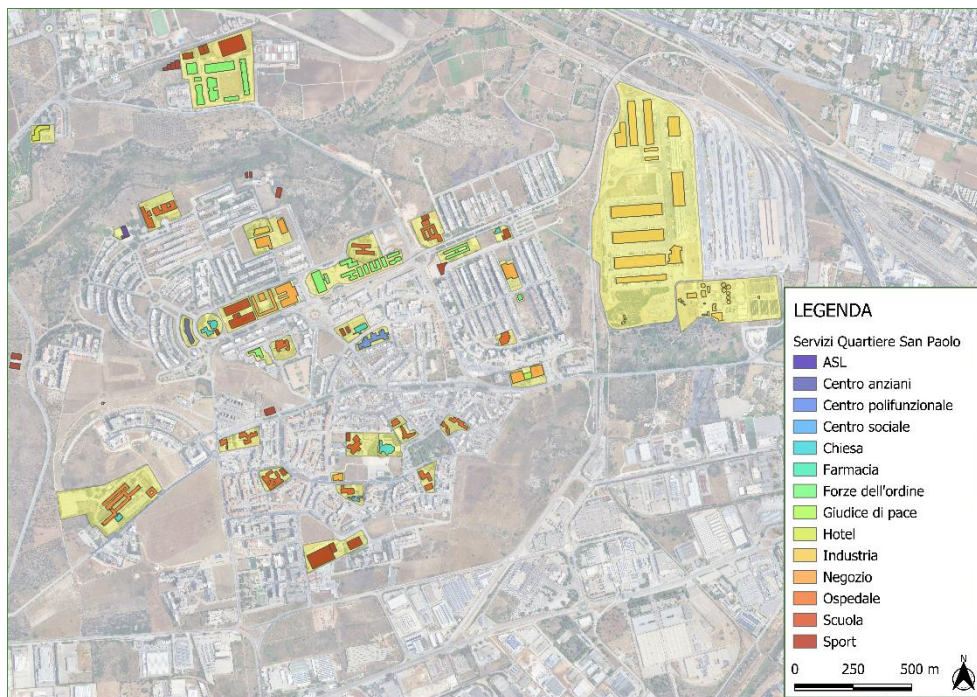 LEGENDA
Servizi Quartiere San Paolo
ASL
Centro anziani
Centro polifunzionale
Centro sociale
Chiesa
Farmacia
Forze dell'ordine
Giudice di pace
Hotel
Industria
Negozio
Ospedale
Scuola
Sport
0 250 500 m
N